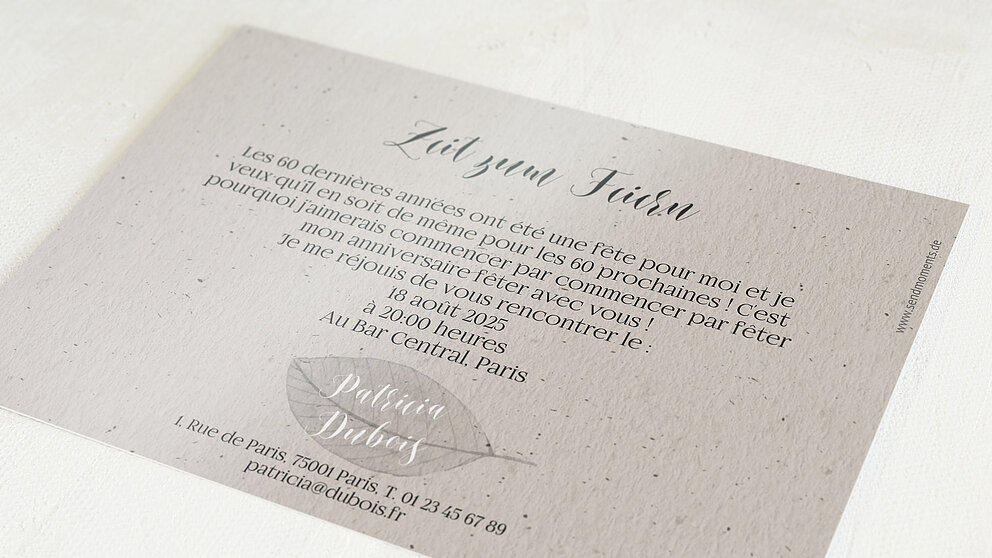 Zeit zum Feiern
Les 60 dernières années ont été une fête pour moi et je
veux qu'il en soit de même pour les 60 prochaines ! C'est
pourquoi j'aimerais commencer par commencer par fêter
mon anniversaire fêter avec vous !
Je me réjouis de vous rencontrer le :
18 août 2025
à 20:00 heures
Au Bar Central, Paris
Patricia
Dubois
1, Rue de Paris, 75001 Paris, T. 01 23 45 67 89
patricia@dubois.fr
www.sendmoments.de